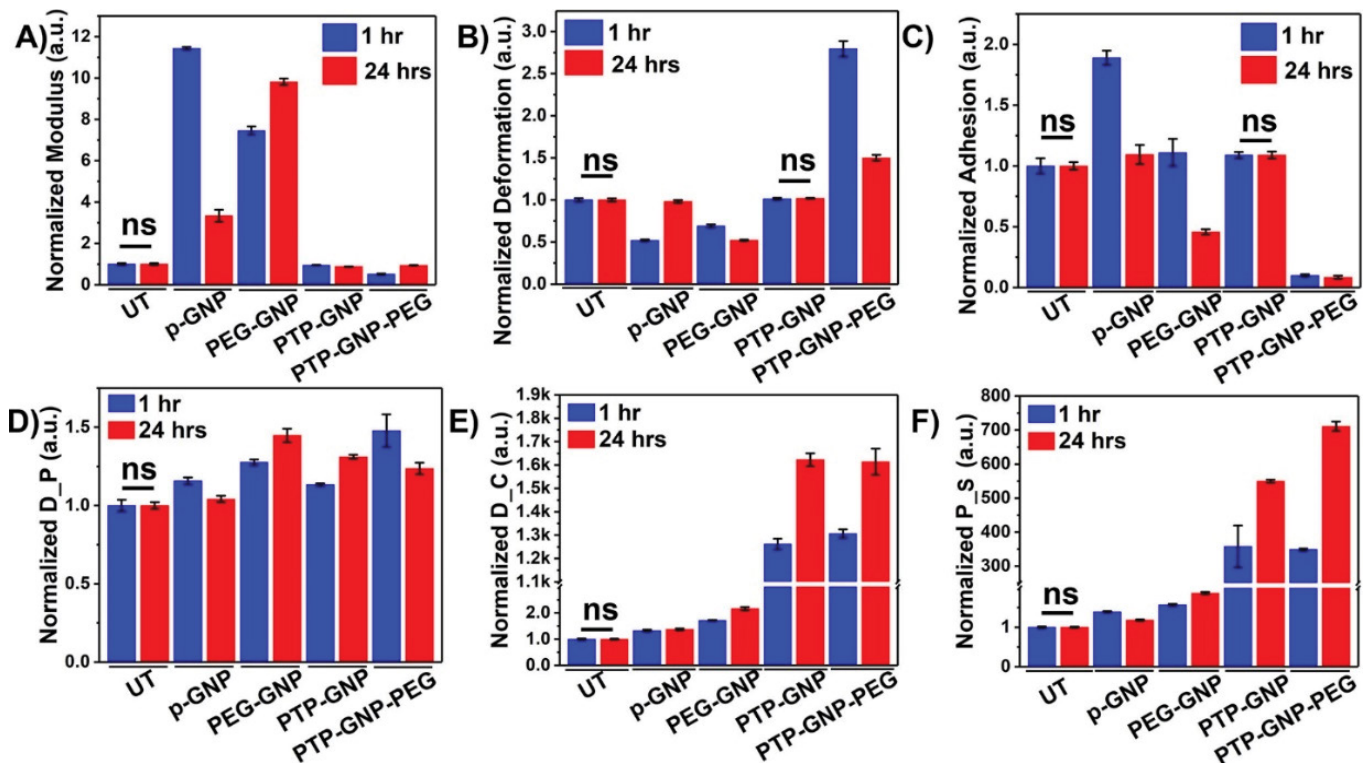 A)
Normalized Modulus (a.u.)
12
10
8
6
4
2
0
1 hr
24 hrs
ns
UT
p-GNP
PEG-GNP
PTP-GNP
PTP-GNP-PEG
B)
Normalized Deformation (a.u.)
3.0
2.5
2.0
1.5
1.0
0.5
0.0
1 hr
24 hrs
ns
ns
UT
p-GNP
PEG-GNP
PTP-GNP
PTP-GNP-PEG
C)
Normalized Adhesion (a.u.)
2.0
1.5
1.0
0.5
0.0
1 hr
24 hrs
ns
ns
UT
p-GNP
PEG-GNP
PTP-GNP
PTP-GNP-PEG
D)
Normalized D_P (a.u.)
1.5
1.0
0.5
0.0
1 hr
24 hrs
ns
UT
p-GNP
PEG-GNP
PTP-GNP
PTP-GNP-PEG
E)
Normalized D_C (a.u.)
1.9k
1.8k
1.7k
1.6k
1.5k
1.4k
1.3k
1.2k
1.1k
2.0
1.0
0.0
1 hr
24 hrs
ns
UT
p-GNP
PEG-GNP
PTP-GNP
PTP-GNP-PEG
F)
Normalized P_S (a.u.)
800
700
600
500
400
300
1
0
1 hr
24 hrs
ns
UT
p-GNP
PEG-GNP
PTP-GNP
PTP-GNP-PEG